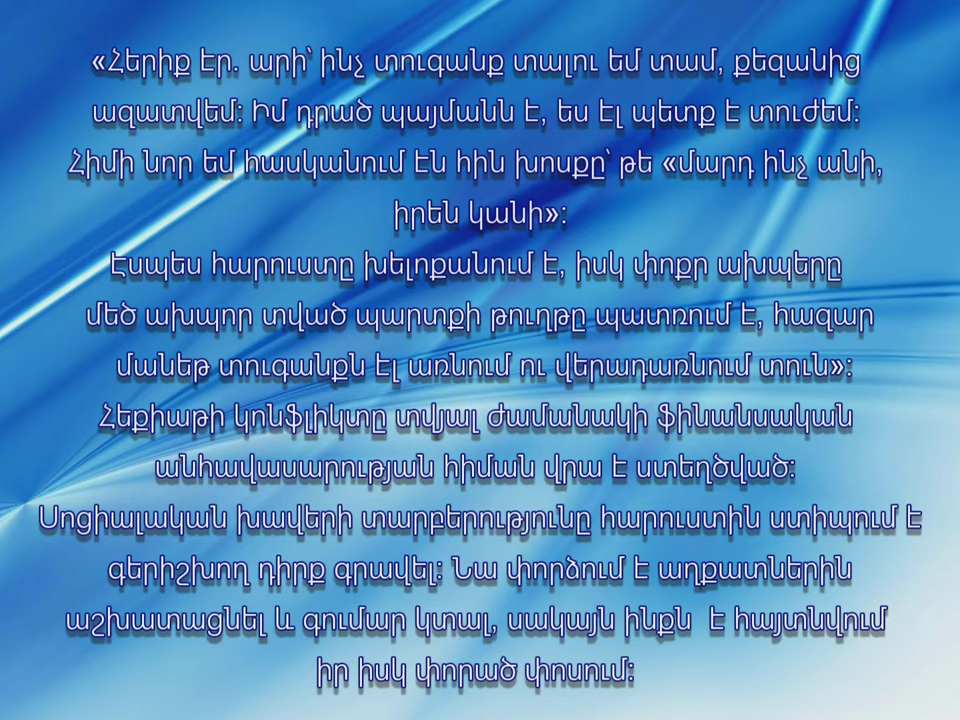 «Հերիք էր. արի՝ ինչ տուգանք տալու եմ տամ, քեզանից
ազատվեմ: Իմ դրած պայմանն է, ես էլ պետք է տուժեմ:
Հիմի նոր եմ հասկանում էն հին խոսքը՝ թե «մարդ ինչ անի,
իրեն կանի»:
Էսպես հարուստը խելոքանում է, իսկ փոքր ախպերը
մեծ ախպոր տված պարտքի թուղթը պատռում է, հազար
մանեթ տուգանքն էլ առնում ու վերադառնում տուն»:
Հեքիաթի կոնֆլիկտը տվյալ ժամանակի ֆինանսական
անհավասարության հիման վրա է ստեղծված:
Սոցիալական խավերի տարբերությունը հարուստին ստիպում է
գերիշխող դիրք գրավել: Նա փորձում է աղքատներին
աշխատացնել և գումար կտալ, սակայն ինքն է հայտնվում
իր իսկ փորած փոսում: